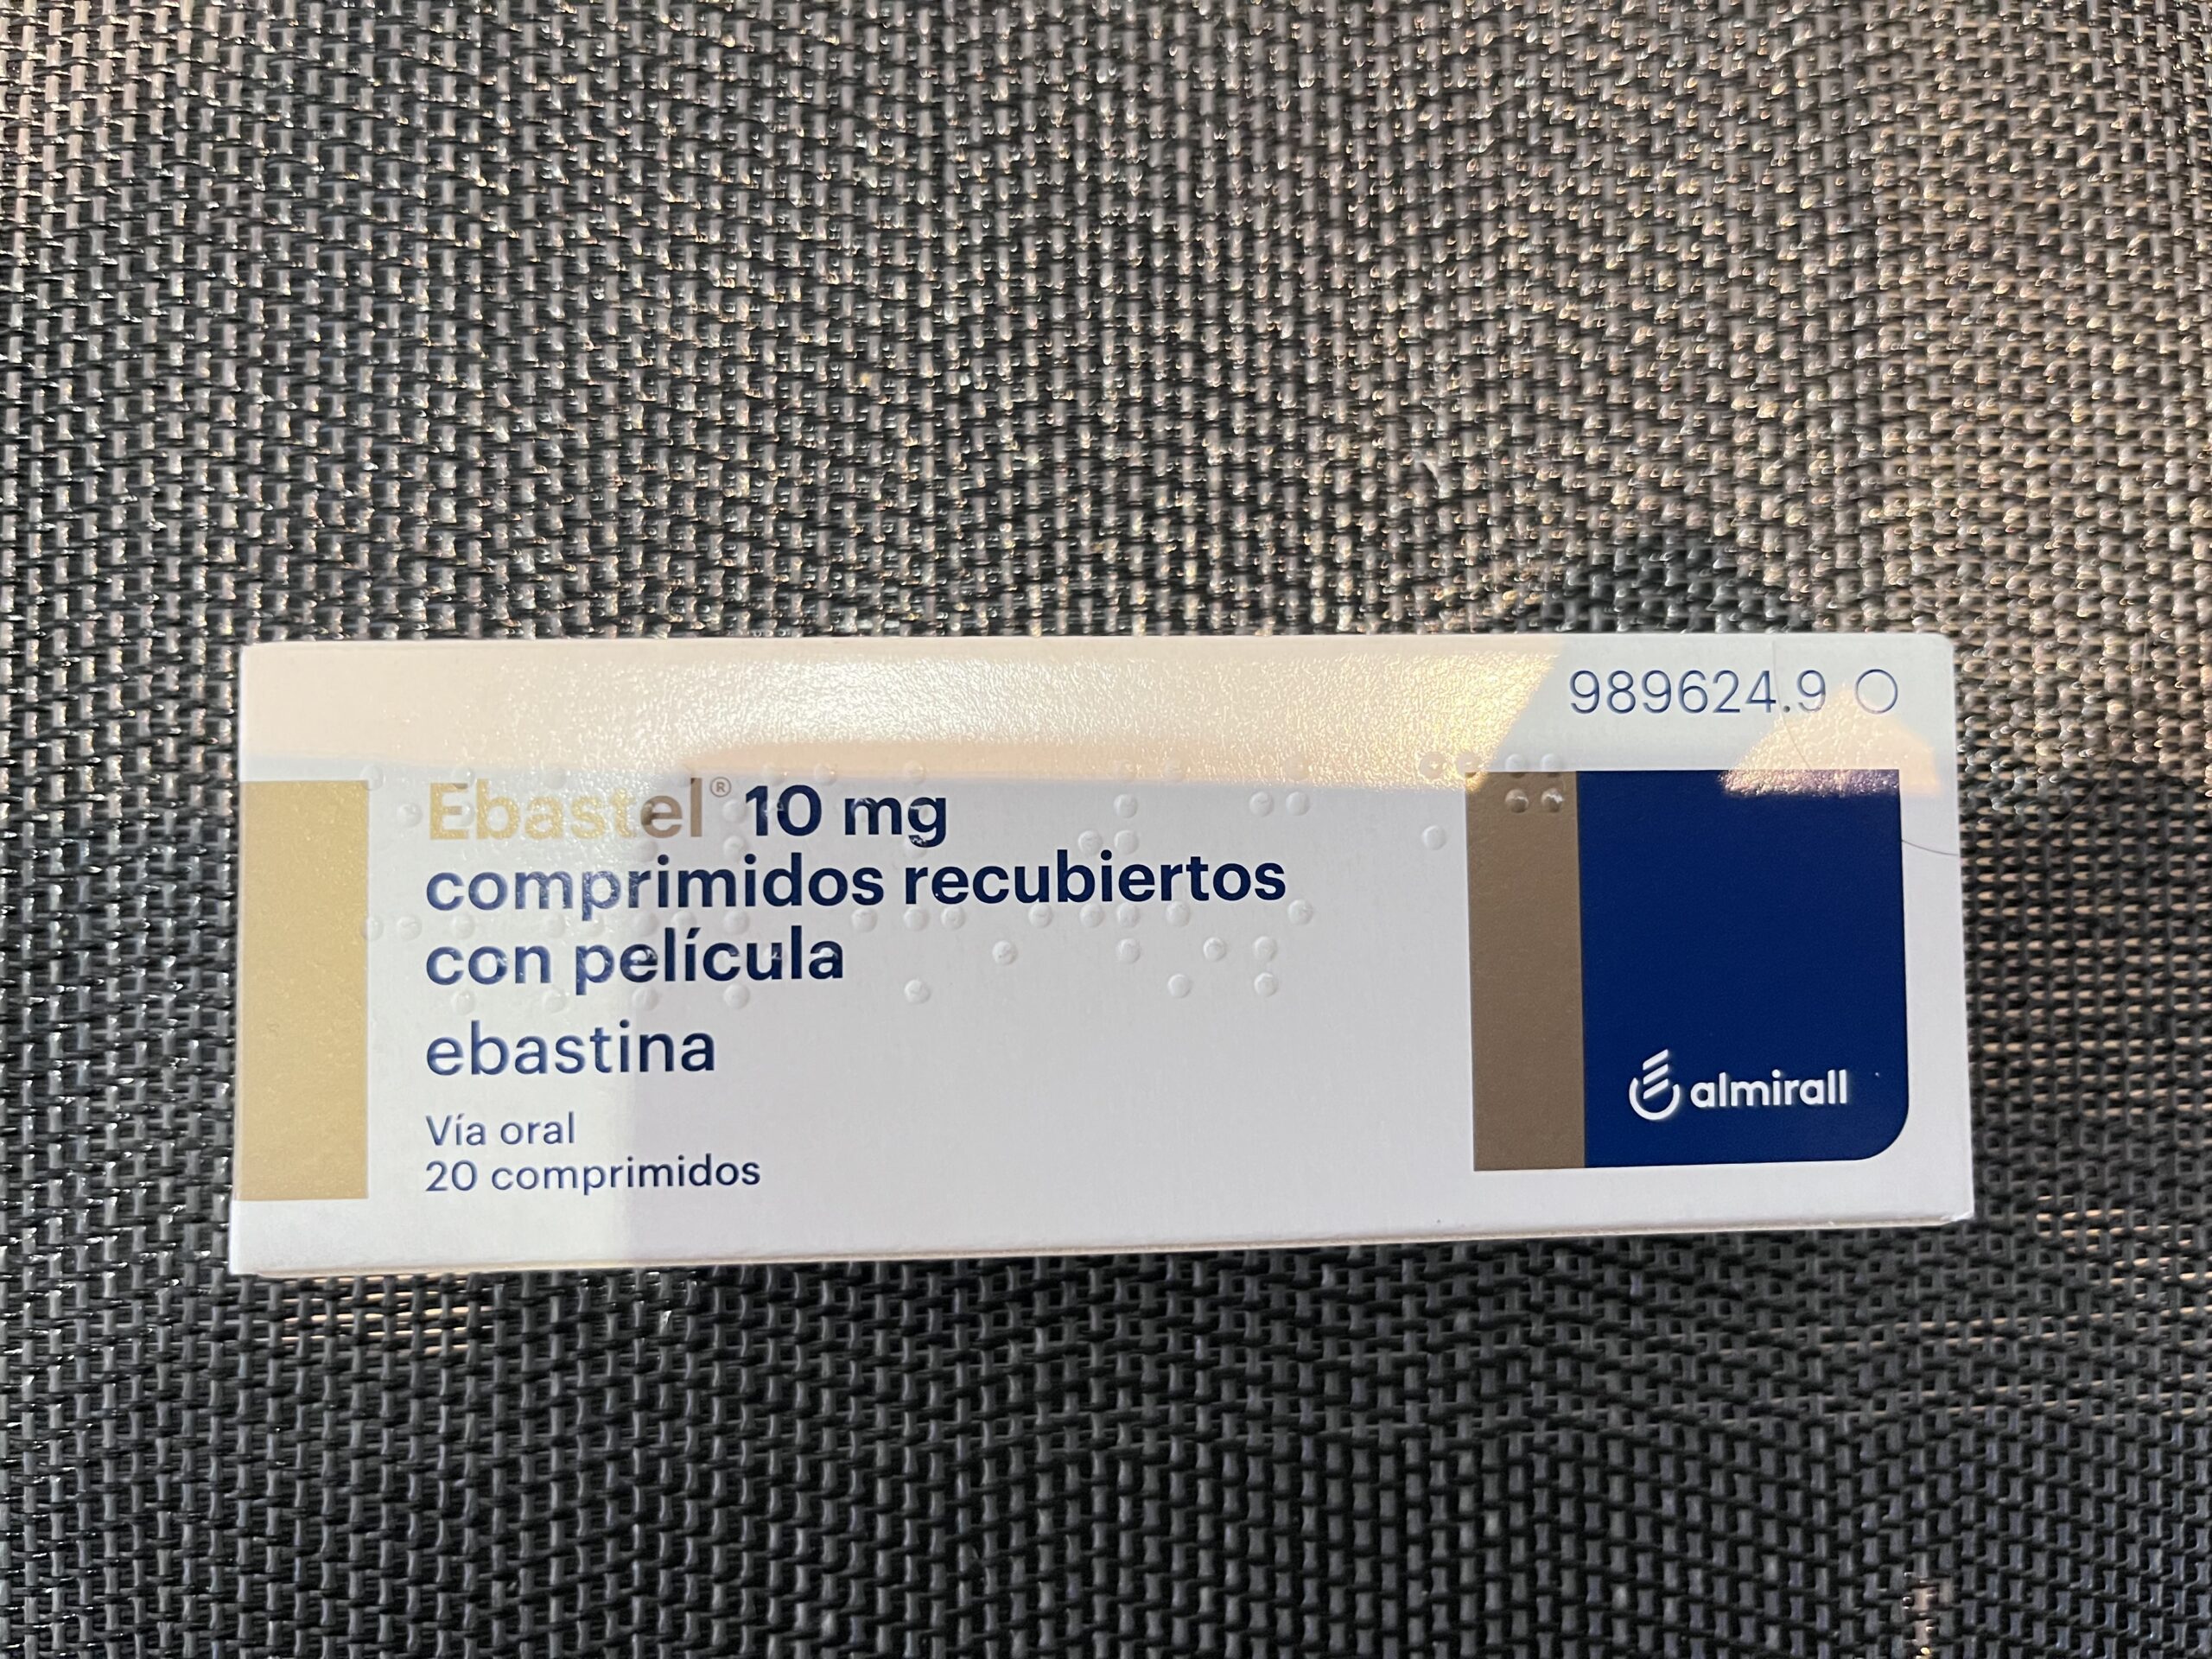 989624.9 O
Ebastel® 10 mg
comprimidos recubiertos
con película
ebastina
Vía oral
20 comprimidos
almirall